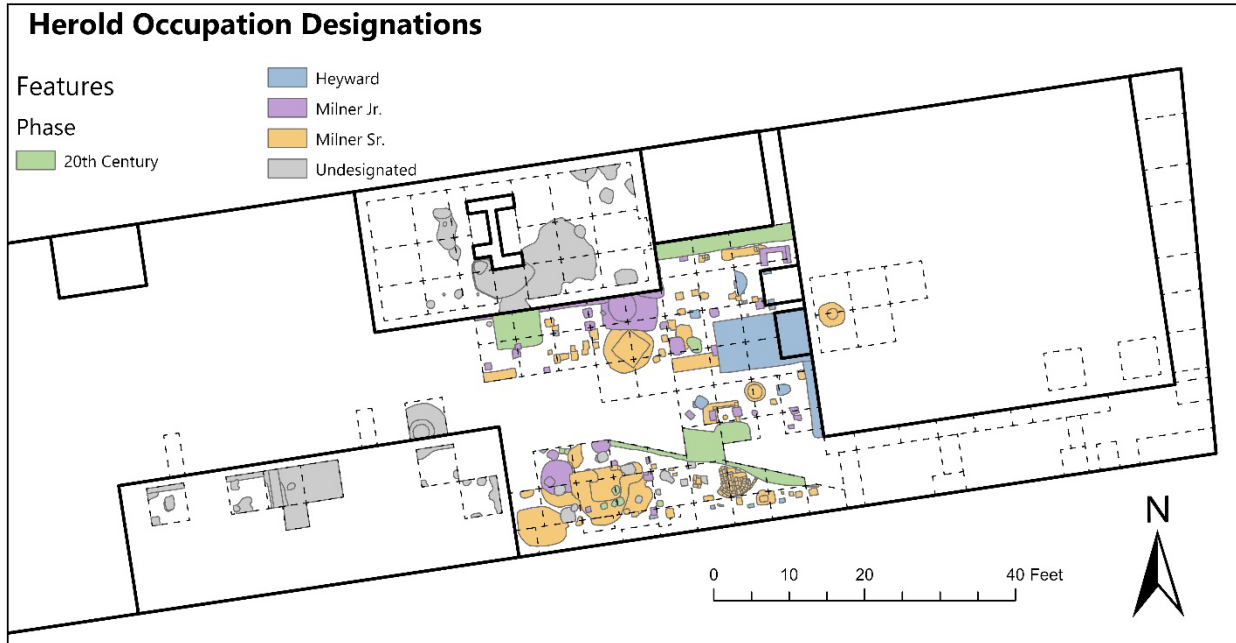 Herold Occupation Designations
Features
Phase
20th Century
Heyward
Milner Jr.
Milner Sr.
Undesignated
N
0 10 20 40 Feet